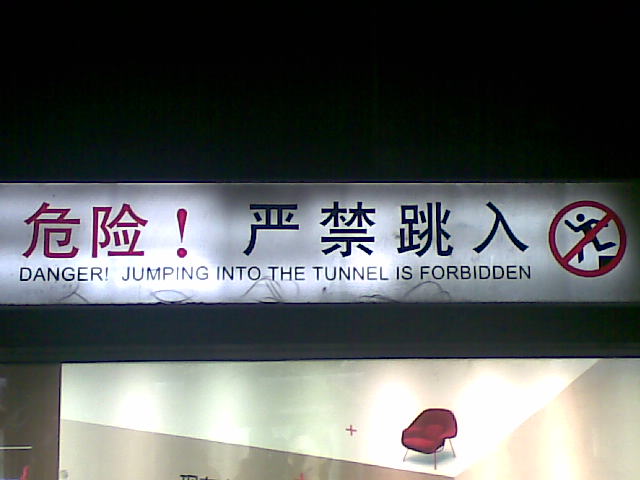 危险！ 严禁跳入
DANGER! JUMPING INTO THE TUNNEL IS FORBIDDEN